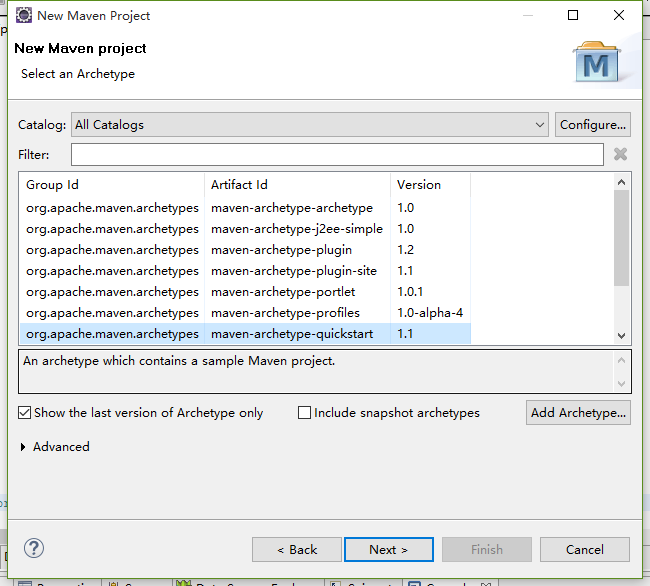 New Maven Project
New Maven project
Select an Archetype
M
Catalog: All Catalogs Configure...
Filter:
Group Id Artifact Id Version
org.apache.maven.archetypes maven-archetype-archetype 1.0
org.apache.maven.archetypes maven-archetype-j2ee-simple 1.0
org.apache.maven.archetypes maven-archetype-plugin 1.2
org.apache.maven.archetypes maven-archetype-plugin-site 1.1
org.apache.maven.archetypes maven-archetype-portlet 1.0.1
org.apache.maven.archetypes maven-archetype-profiles 1.0-alpha-4
org.apache.maven.archetypes maven-archetype-quickstart 1.1
An archetype which contains a sample Maven project.
Show the last version of Archetype only Include snapshot archetypes Add Archetype...
Advanced
? < Back Next > Finish Cancel